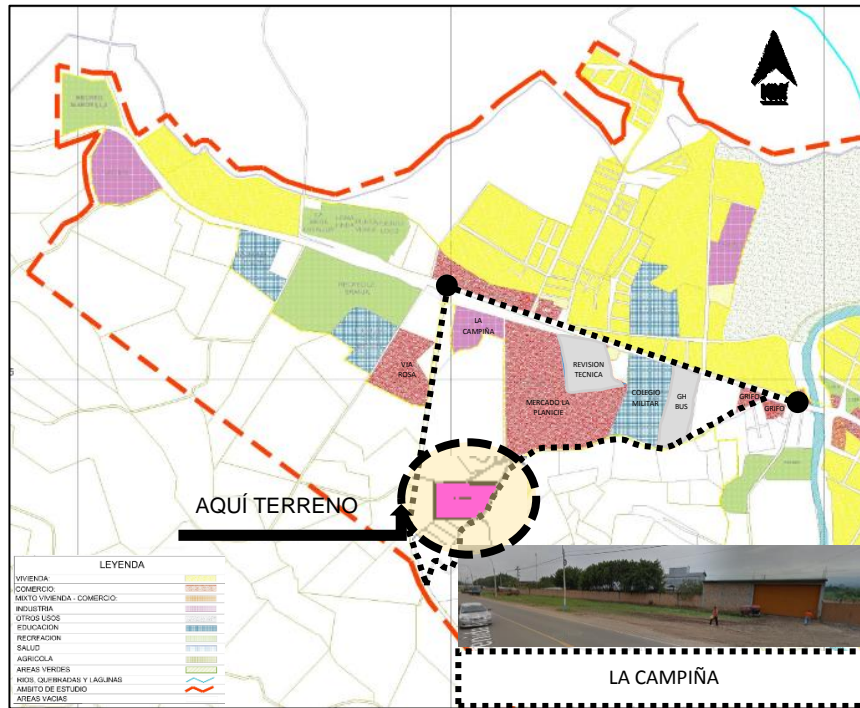 LA
CAMPIÑA
VIA
ROSA
REVISION
TECNICA
MERCADO LA
PLANICIE
COLEGIO
MILITAR
GH
BUS
GRIFO
GRIFO
AQUÍ TERRENO
LEYENDA
VIVIENDA:
COMERCIO:
MIXTO VIVIENDA - COMERCIO:
INDUSTRIA
OTROS USOS
EDUCACIÓN
RECREACION
SALUD
AGRICOLA
AREAS VERDES
RIOS, QUEBRADAS Y LAGUNAS
AMBITO DE ESTUDIO
AREAS VACIAS
LA CAMPIÑA